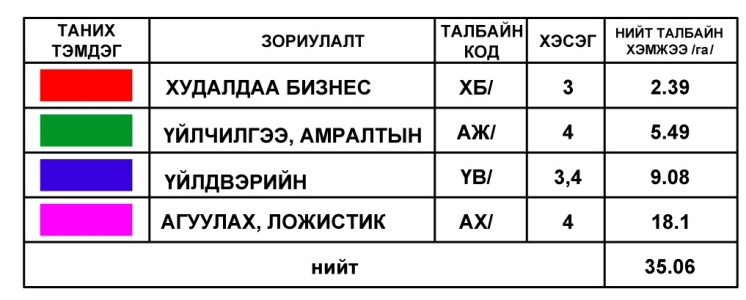 ТАНИХ ТЭМДЭГ ЗОРИУЛАЛТ ТАЛБАЙН КОД ХЭСЭГ НИЙТ ТАЛБАЙН ХЭМЖЭЭ /га/
ХУДАЛДАА БИЗНЕС ХБ/ 3 2.39
ҮЙЛЧИЛГЭЭ, АМРАЛТЫН АЖ/ 4 5.49
ҮЙЛДВЭРИЙН ҮВ/ 3,4 9.08
АГУУЛАХ, ЛОЖИСТИК АХ/ 4 18.1
нийт 35.06